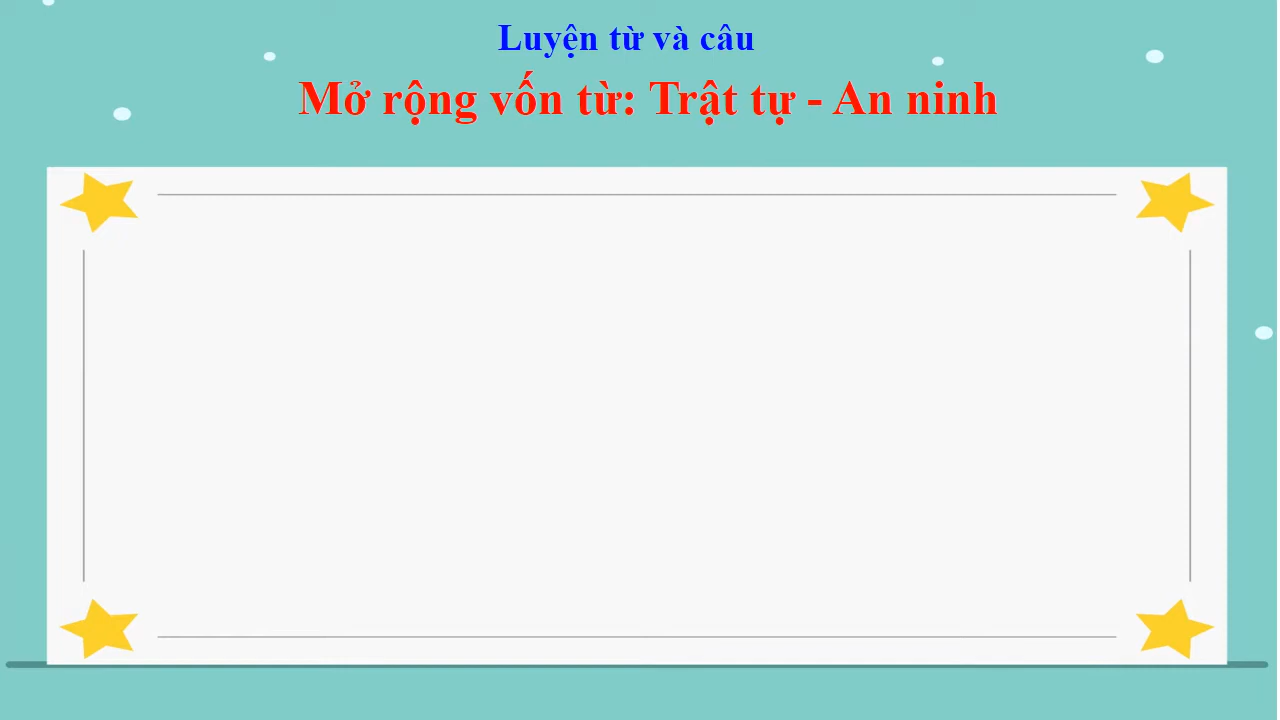 Luyện từ và câu
Mở rộng vốn từ: Trật tự - An ninh